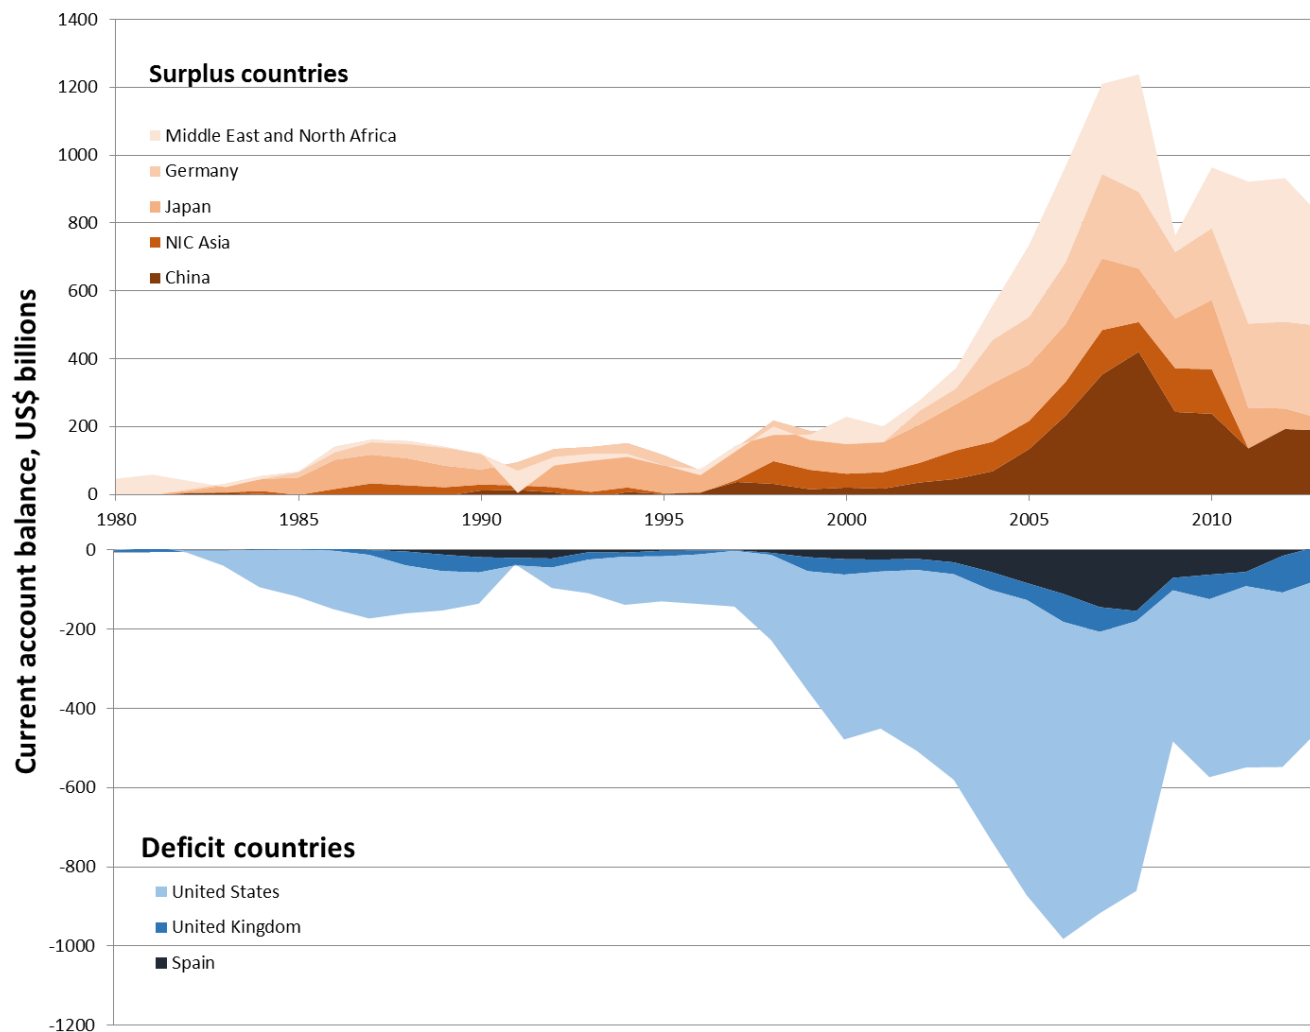 Current account balance, US$ billions
1400
1200
1000
800
600
400
200
0
Surplus countries
Middle East and North Africa
Germany
Japan
NIC Asia
China
1980 1985 1990 1995 2000 2005 2010
0
-200
-400
-600
-800
-1000
-1200
Deficit countries
United States
United Kingdom
Spain